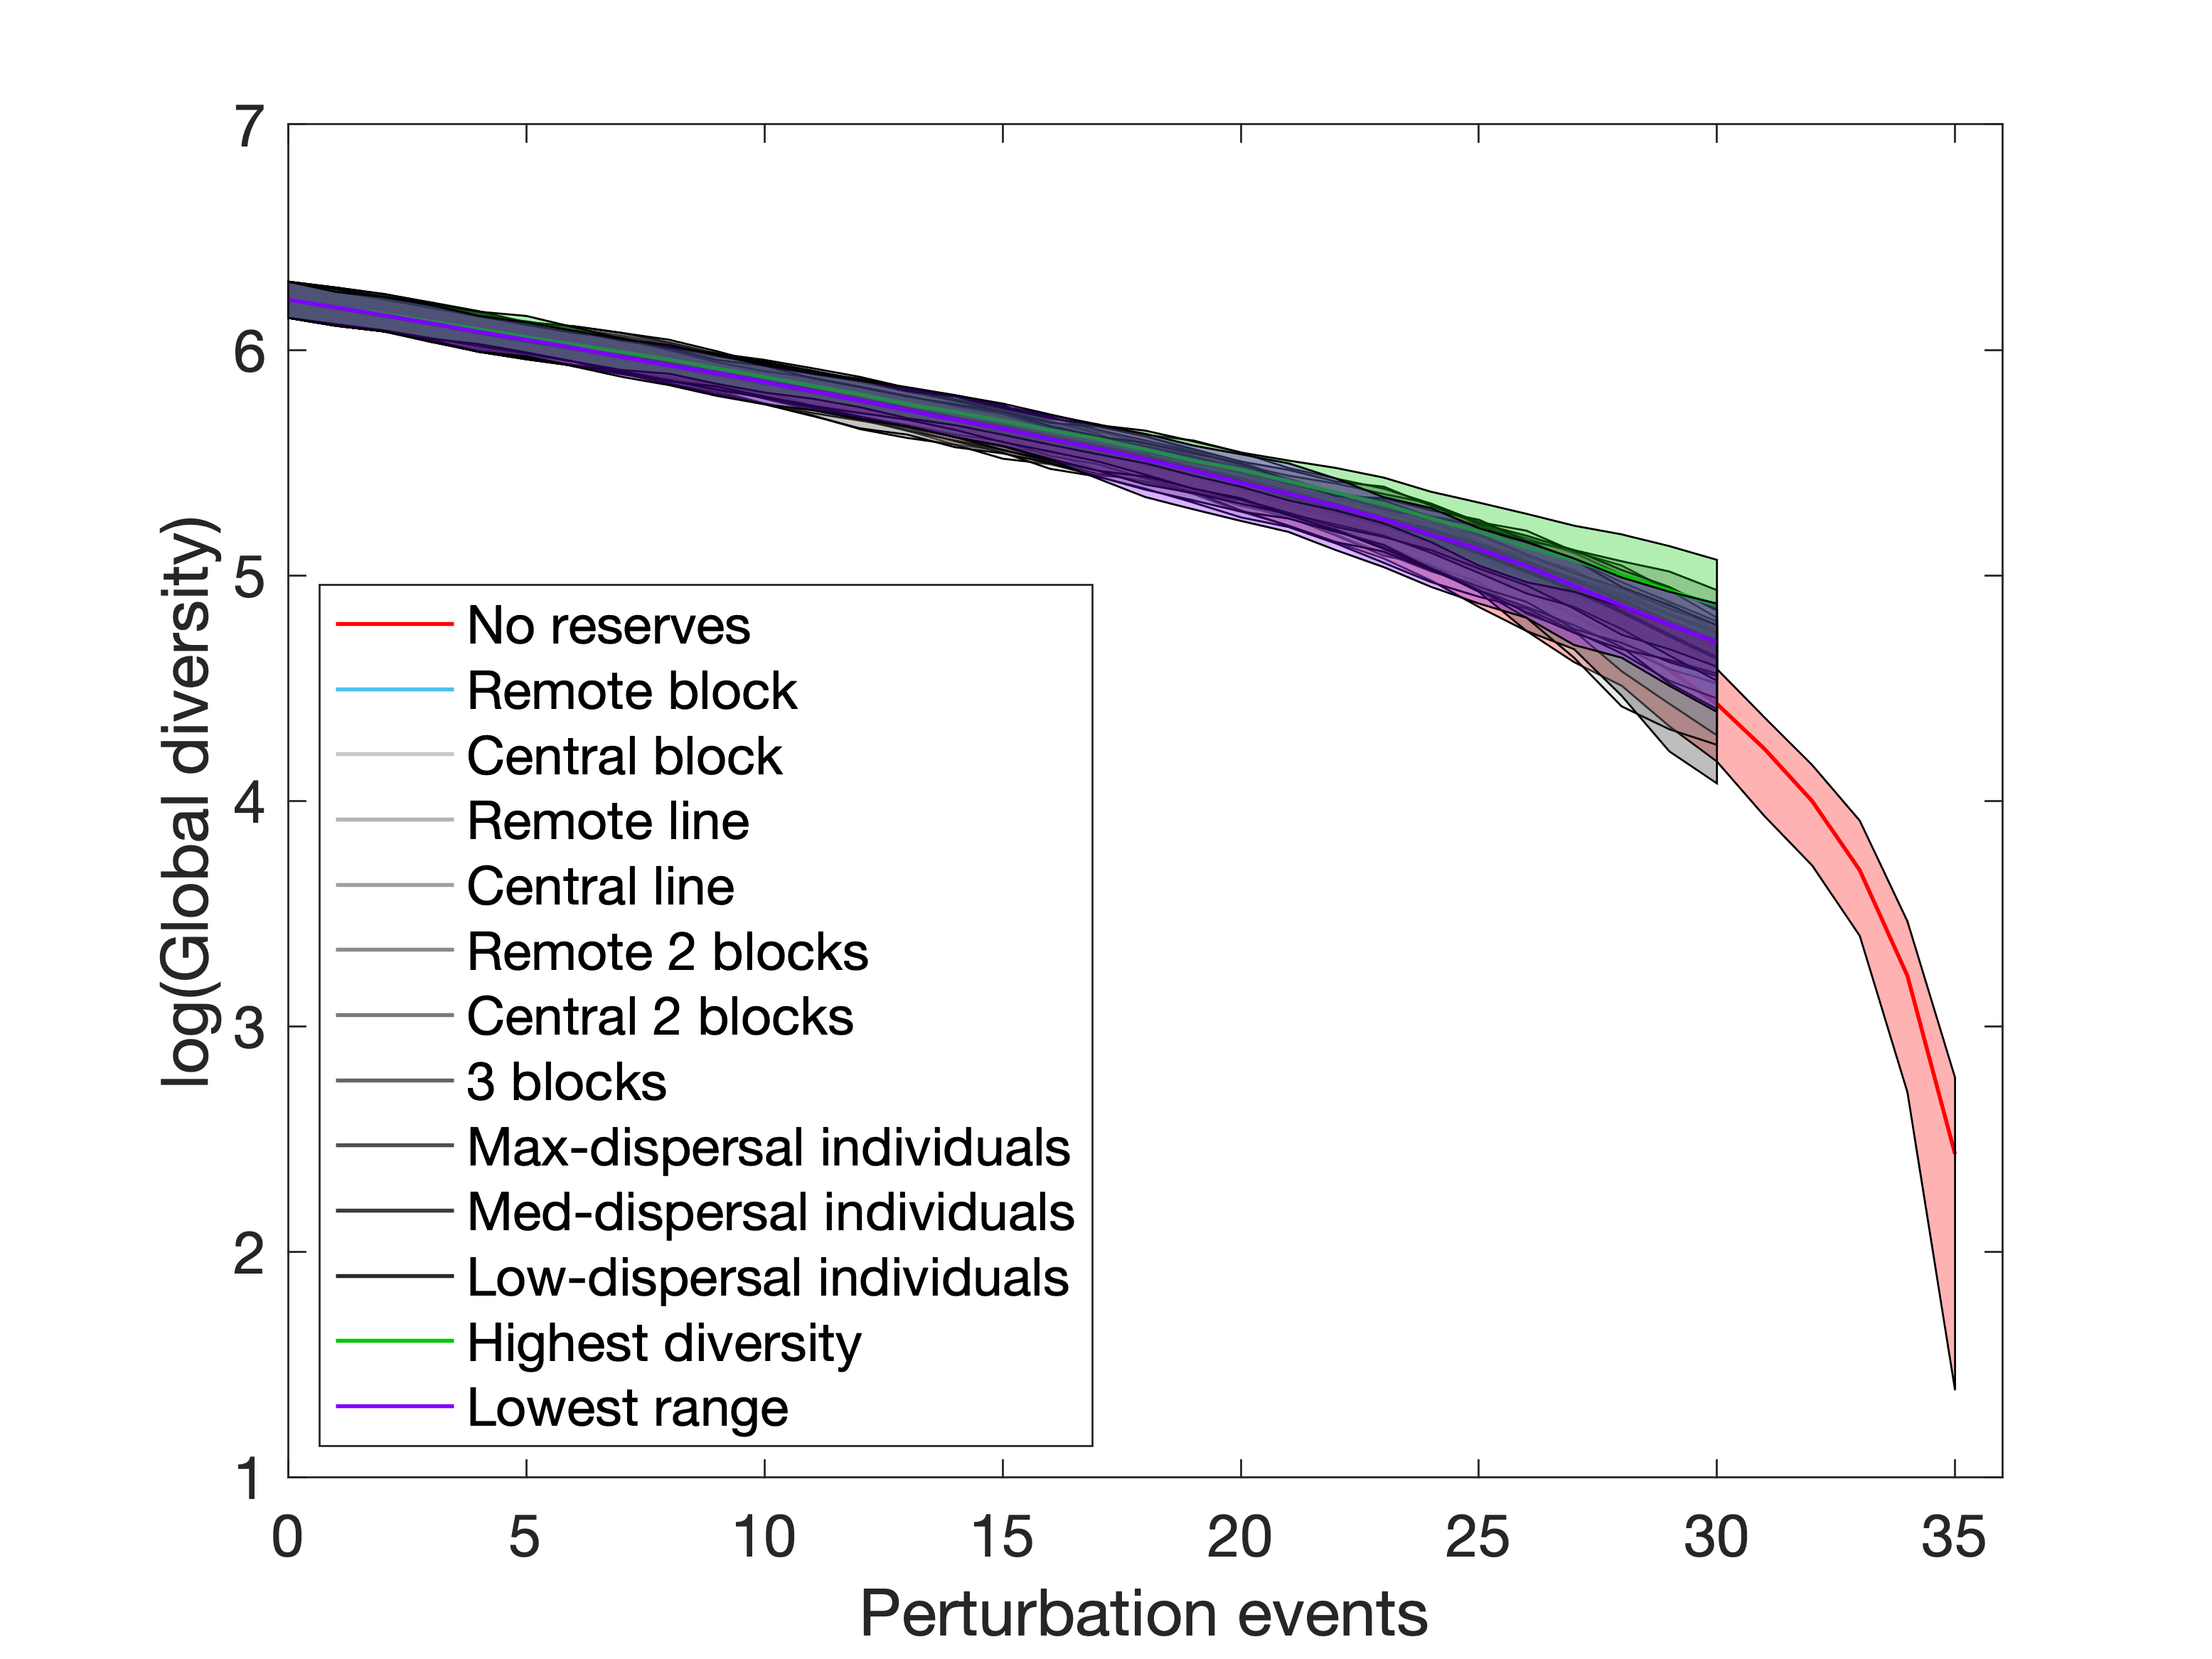 7
6
5
4
3
2
1
log(Global diversity)
No reserves
Remote block
Central block
Remote line
Central line
Remote 2 blocks
Central 2 blocks
3 blocks
Max-dispersal individuals
Med-dispersal individuals
Low-dispersal individuals
Highest diversity
Lowest range
0 5 10 15 20 25 30 35
Perturbation events